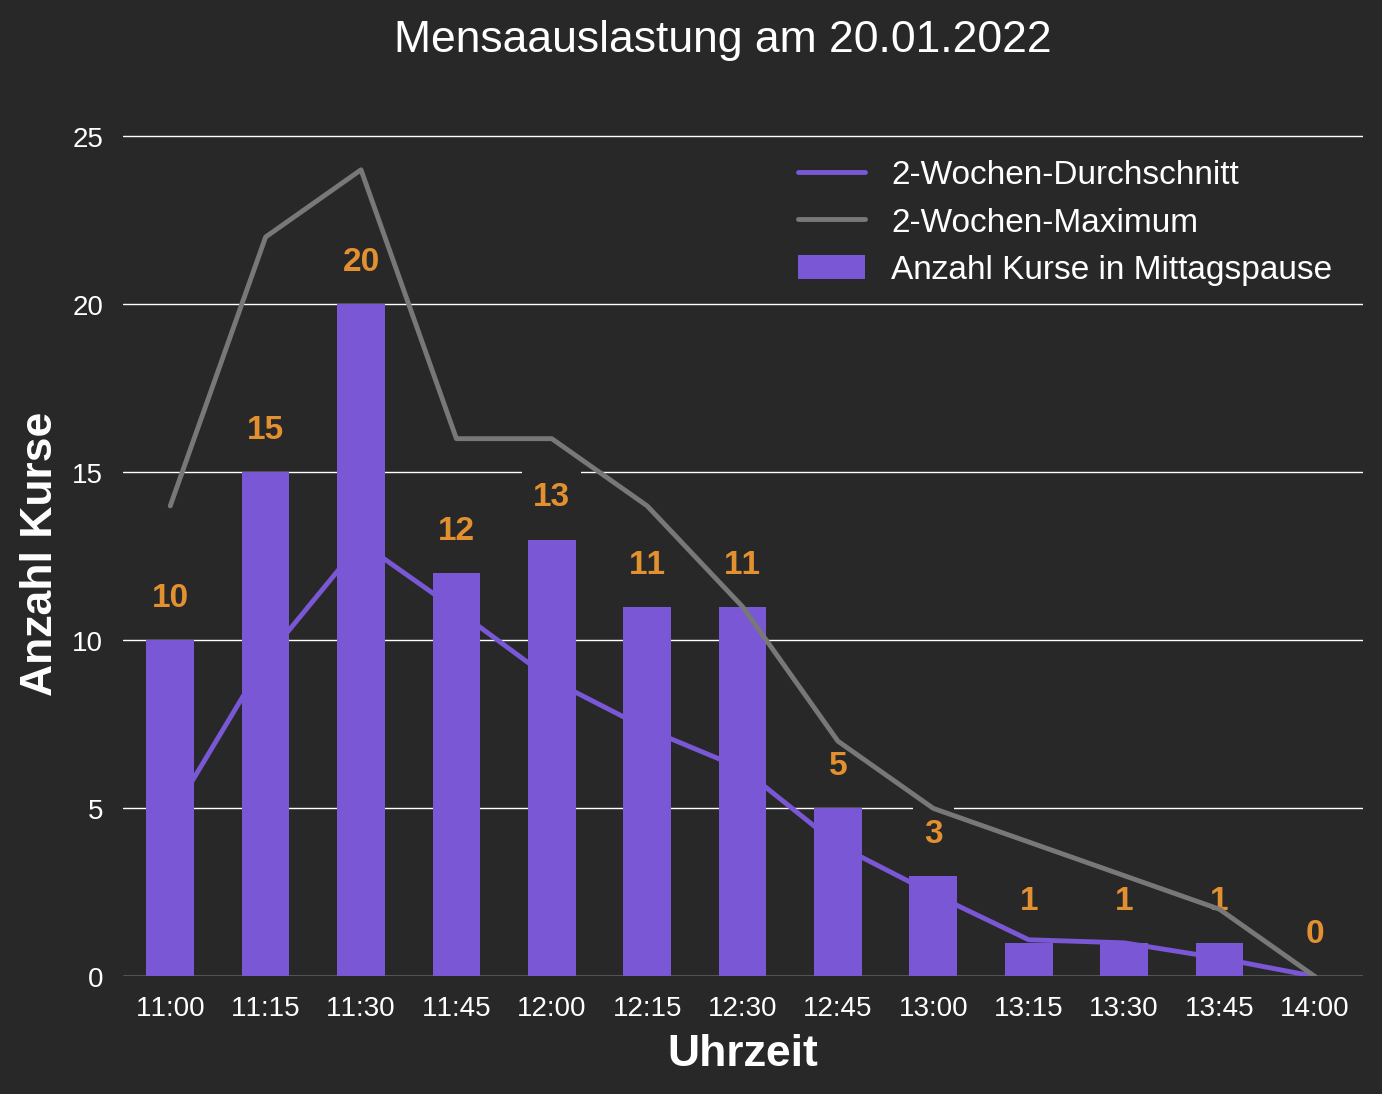 Mensaauslastung am 20.01.2022
2-Wochen-Durchschnitt
2-Wochen-Maximum
Anzahl Kurse in Mittagspause
Anzahl Kurse
25
20
15
10
5
0
10
15
20
12
13
11
11
5
3
1
1
1
0
11:00 11:15 11:30 11:45 12:00 12:15 12:30 12:45 13:00 13:15 13:30 13:45 14:00
Uhrzeit